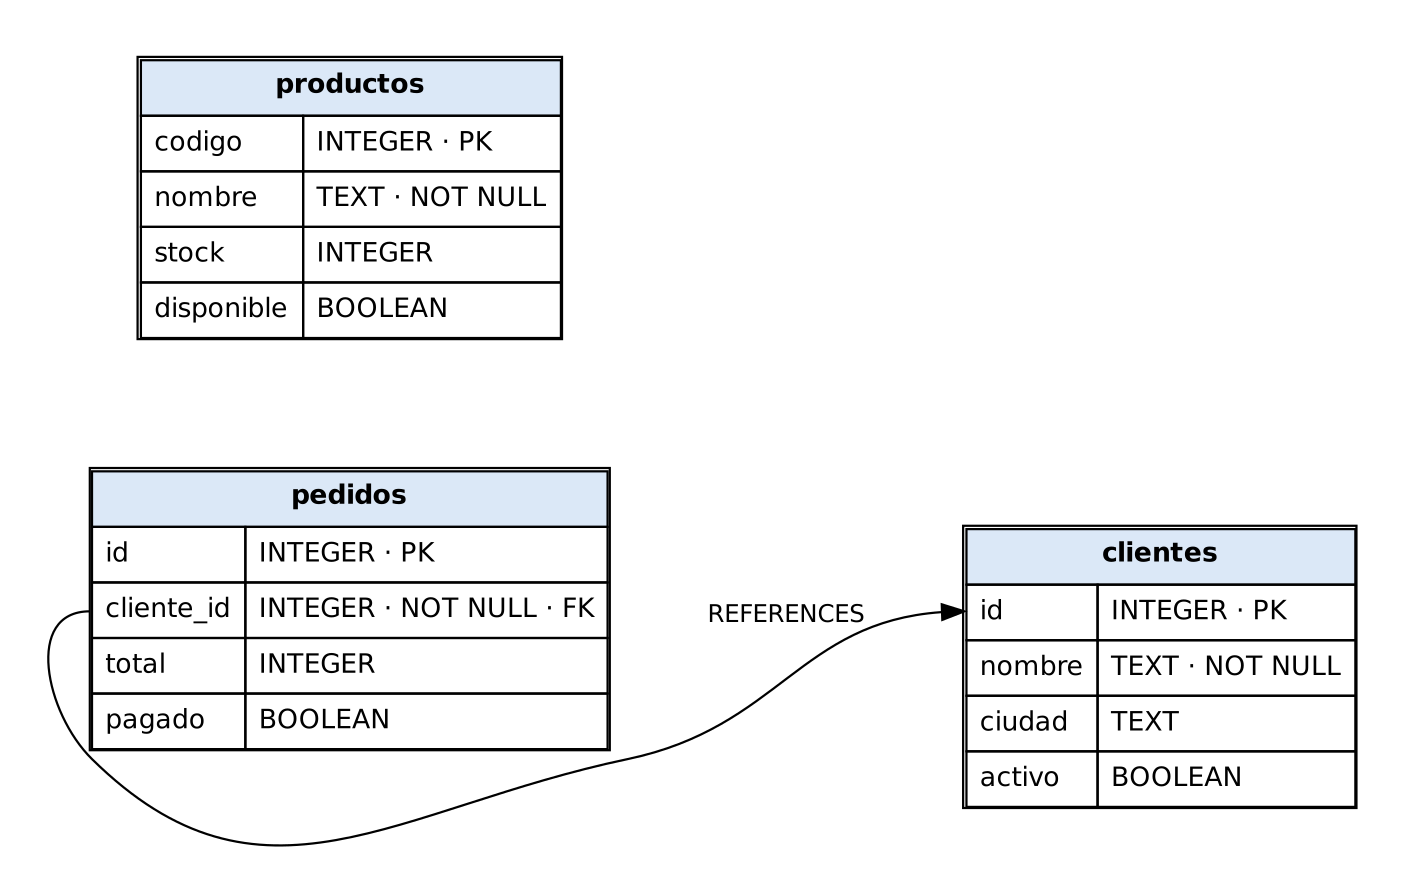 productos
codigo INTEGER · PK
nombre TEXT · NOT NULL
stock INTEGER
disponible BOOLEAN
pedidos
id INTEGER · PK
cliente_id INTEGER · NOT NULL · FK
total INTEGER
pagado BOOLEAN
REFERENCES
clientes
id INTEGER · PK
nombre TEXT · NOT NULL
ciudad TEXT
activo BOOLEAN